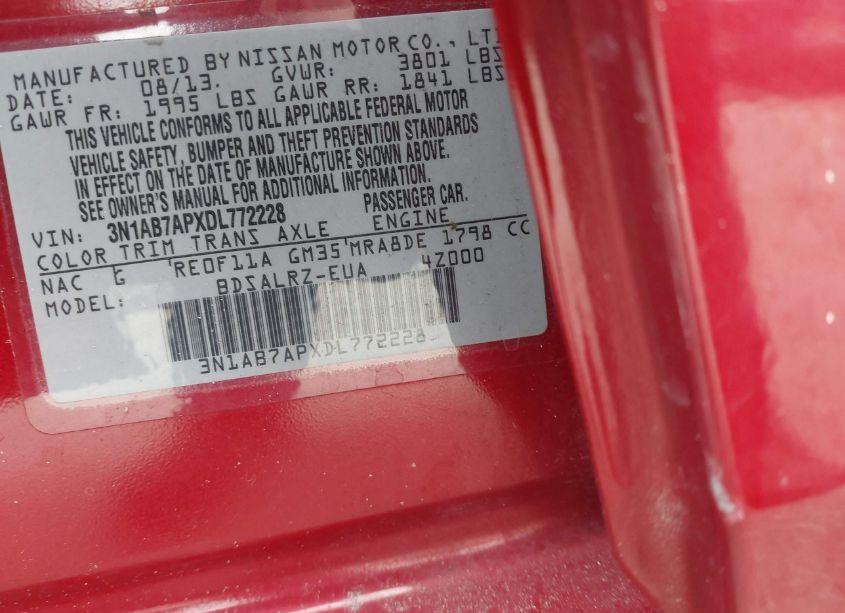 MANUFACTURED BY NISSAN MOTOR CO., LT
DATE: 08/13. GVWR: 3801 LBS
GAWR FR: 1995 LBS GAWR RR: 1841 LBS
THIS VEHICLE CONFORMS TO ALL APPLICABLE FEDERAL MOTOR
VEHICLE SAFETY, BUMPER AND THEFT PREVENTION STANDARDS
IN EFFECT ON THE DATE OF MANUFACTURE SHOWN ABOVE.
SEE OWNER'S MANUAL FOR ADDITIONAL INFORMATION.
VIN: 3N1AB7APXDL772228 PASSENGER CAR.
COLOR TRIM TRANS AXLE ENGINE
NAC G RE0F11A GM35 MRA8DE 1798 CC
MODEL: BDSALRZ-EUA 4Z000
3N1AB7APXDL772228